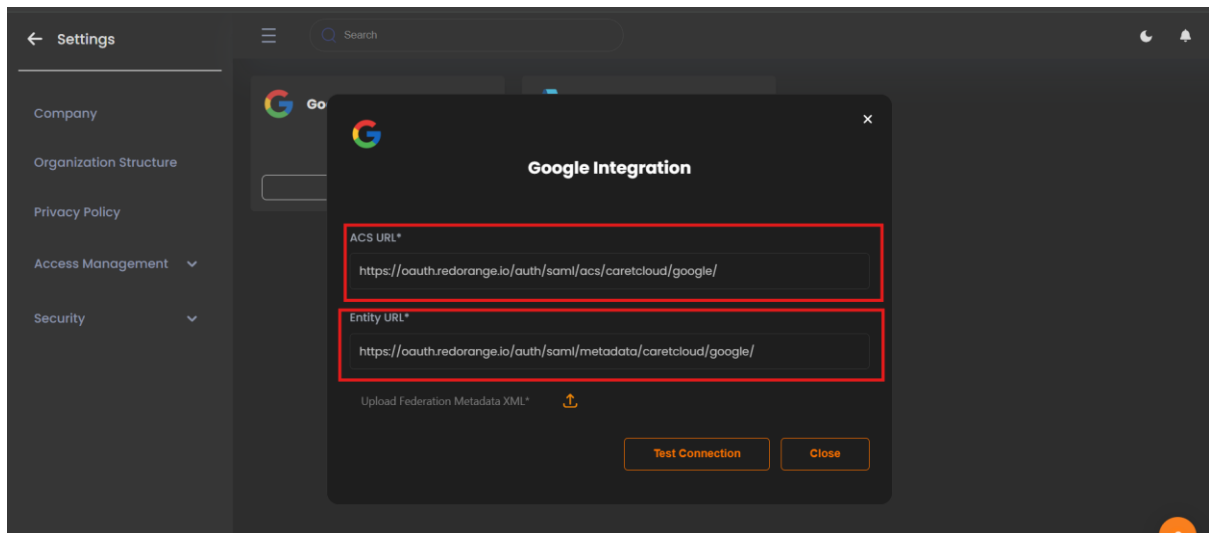 Settings
Search
Company
Organization Structure
Privacy Policy
Access Management
Security
Go
Google Integration
ACS URL*
https://oauth.redorange.io/auth/saml/acs/caretcloud/google/
Entity URL*
https://oauth.redorange.io/auth/saml/metadata/caretcloud/google/
Upload Federation Metadata XML*
Test Connection
Close